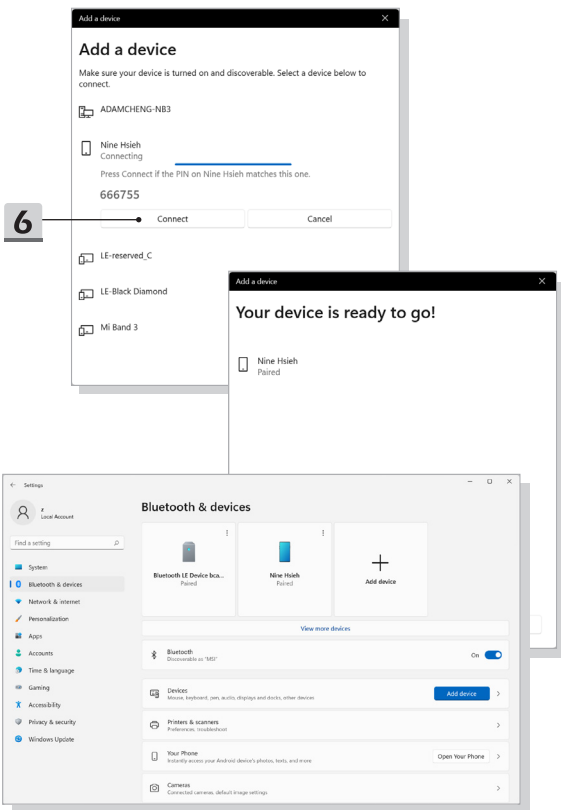 Add a device
Add a device
Make sure your device is turned on and discoverable. Select a device below to
connect.
ADAMCHENG-NB3
Nine Hsieh
Connecting
Press Connect if the PIN on Nine Hsieh matches this one.
666755
6
Connect
Cancel
LE-reserved_C
LE-Black Diamond
Mi Band 3
Add a device
Your device is ready to go!
Nine Hsieh
Paired
Settings
Local Account
Find a setting
System
Bluetooth & devices
Network & internet
Personalization
Apps
Accounts
Time & language
Gaming
Accessibility
Privacy & security
Windows Update
Bluetooth & devices
Bluetooth LE Device bca...
Paired
Nine Hsieh
Paired
Add device
View more devices
Bluetooth
Discoverable as "MSI"
On
Devices
Mouse, keyboard, pen, audio, displays and docks, other devices
Add device
Printers & scanners
Preferences, troubleshoot
Your Phone
Instantly access your Android device's photos, texts, and more
Open Your Phone
Cameras
Connected cameras, default image settings